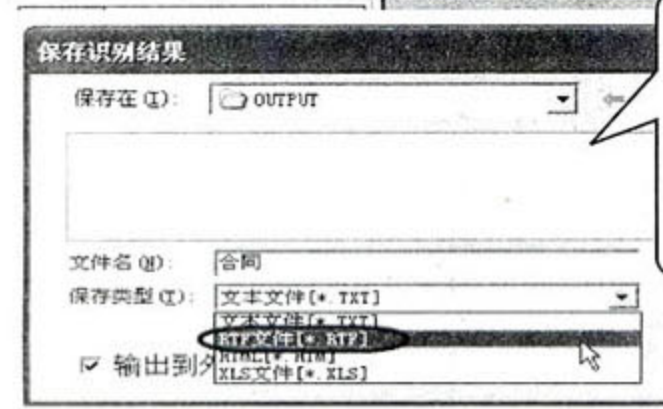 保存识别结果
保存在(I): OUTPUT
文件名(N): 合同
保存类型(T): 文本文件[*.TXT]
文本文件[*.TXT]
RTF文件[*.RTF]
HTML[*.HTM]
输出到外
XLS文件[*.XLS]